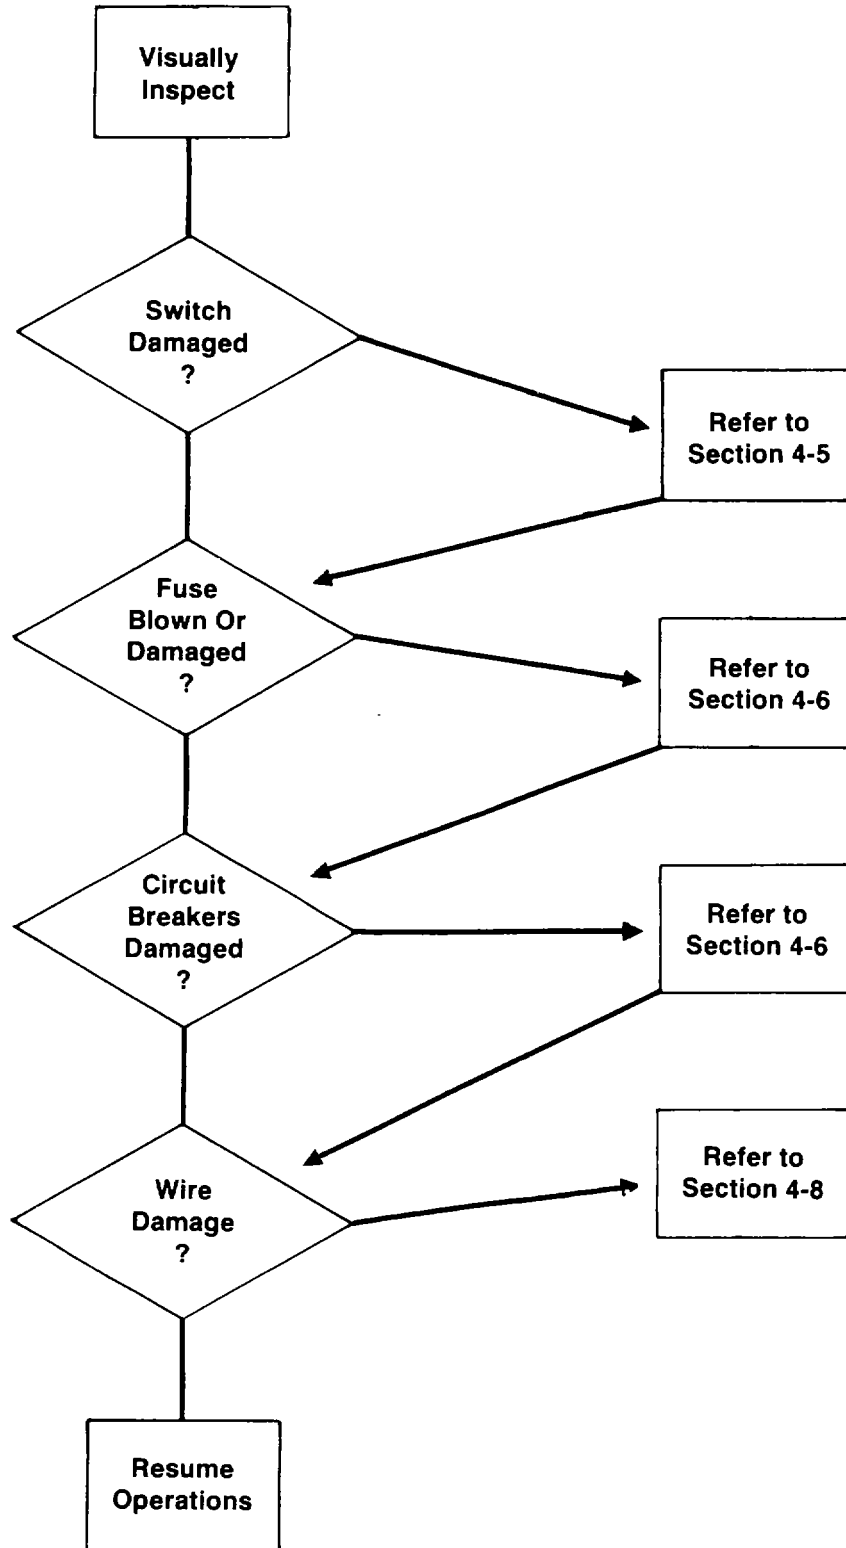 Visually
Inspect
Switch
Damaged
?
Refer to
Section 4-5
Fuse
Blown Or
Damaged
?
Refer to
Section 4-6
Circuit
Breakers
Damaged
?
Refer to
Section 4-6
Wire
Damage
?
Refer to
Section 4-8
Resume
Operations